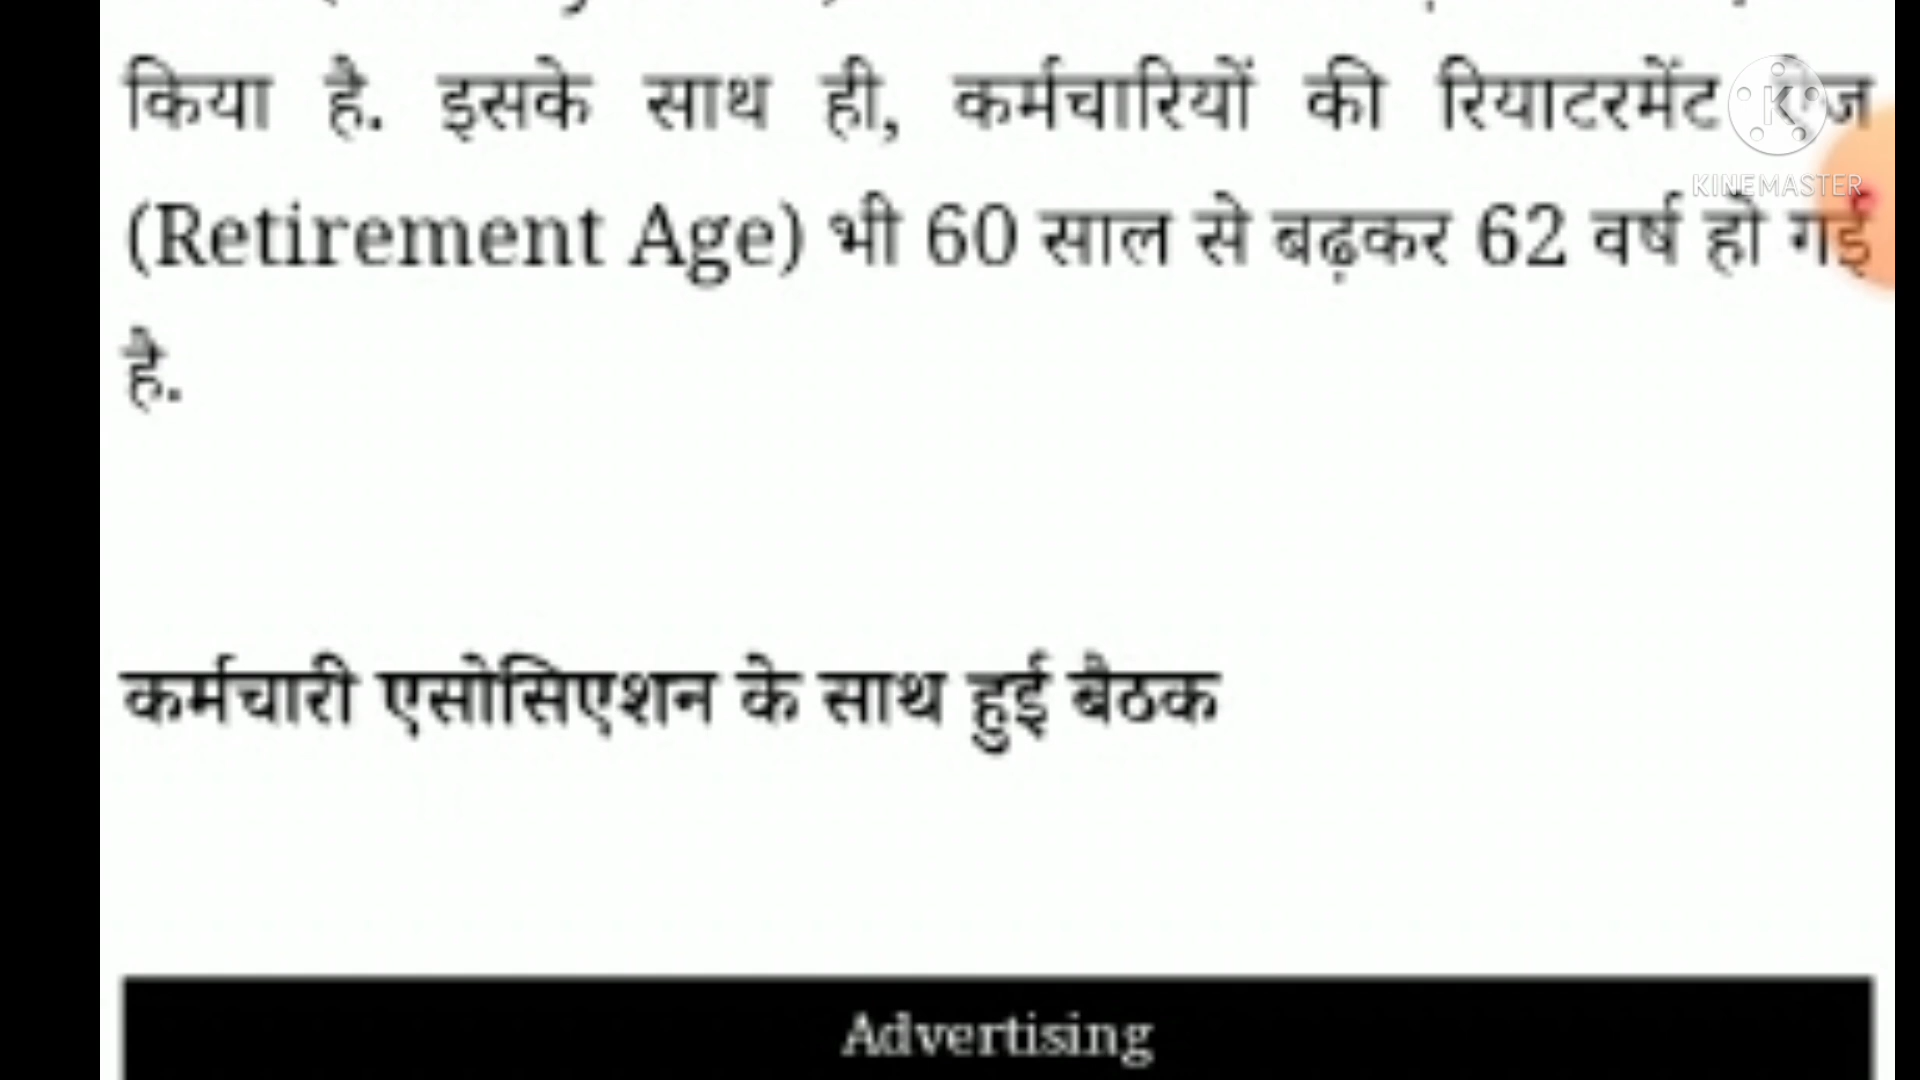 किया है. इसके साथ ही, कर्मचारियों की रियाटरमेंट एज
KINEMASTER
(Retirement Age) भी 60 साल से बढ़कर 62 वर्ष हो गई
है.
कर्मचारी एसोसिएशन के साथ हुई बैठक
Advertising